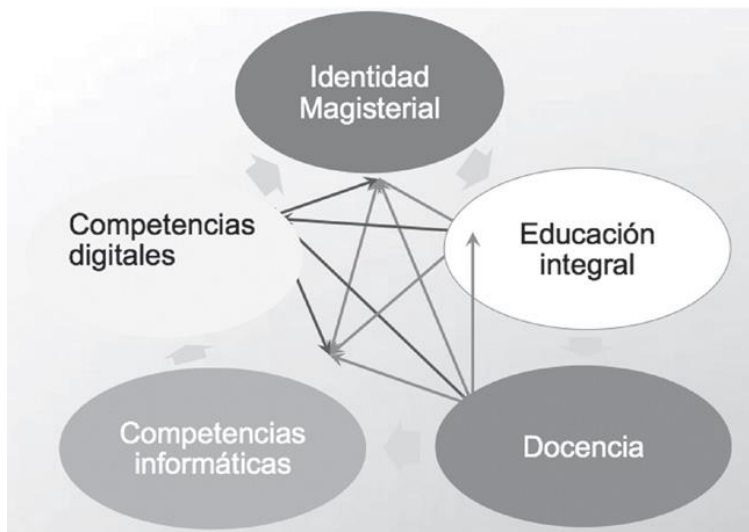 Identidad
Magisterial
Competencias
digitales
Educación
integral
Competencias
informáticas
Docencia